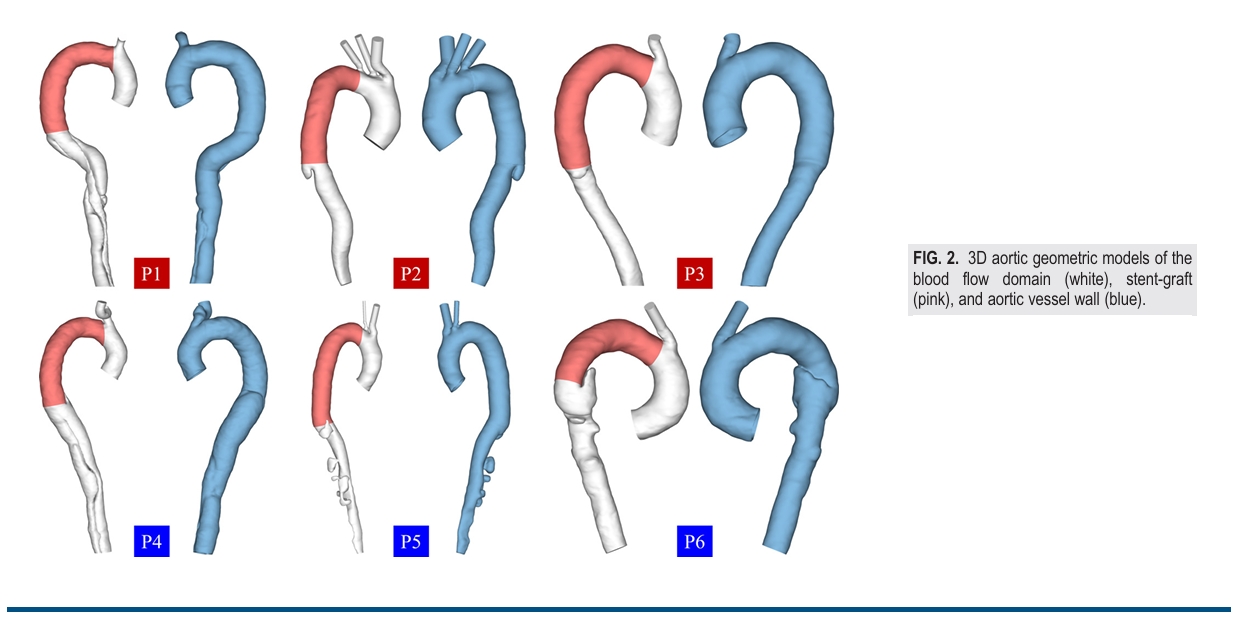 P1
P2
P3
P4
P5
P6
FIG. 2. 3D aortic geometric models of the
blood flow domain (white), stent-graft
(pink), and aortic vessel wall (blue).